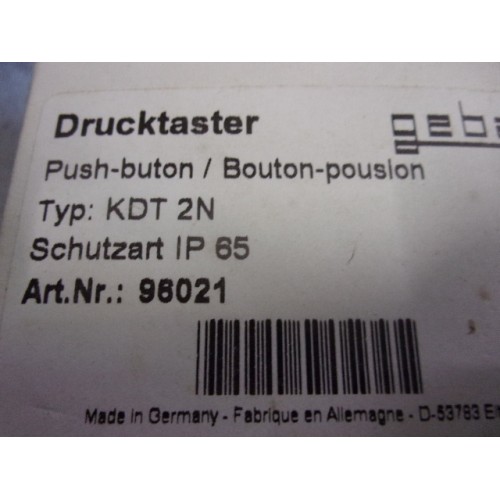 Drucktaster
Push-buton / Bouton-pousion
Typ: KDT 2N
Schutzart IP 65
Art.Nr.: 96021
Made in Germany - Fabrique en Allemagne - D-53783